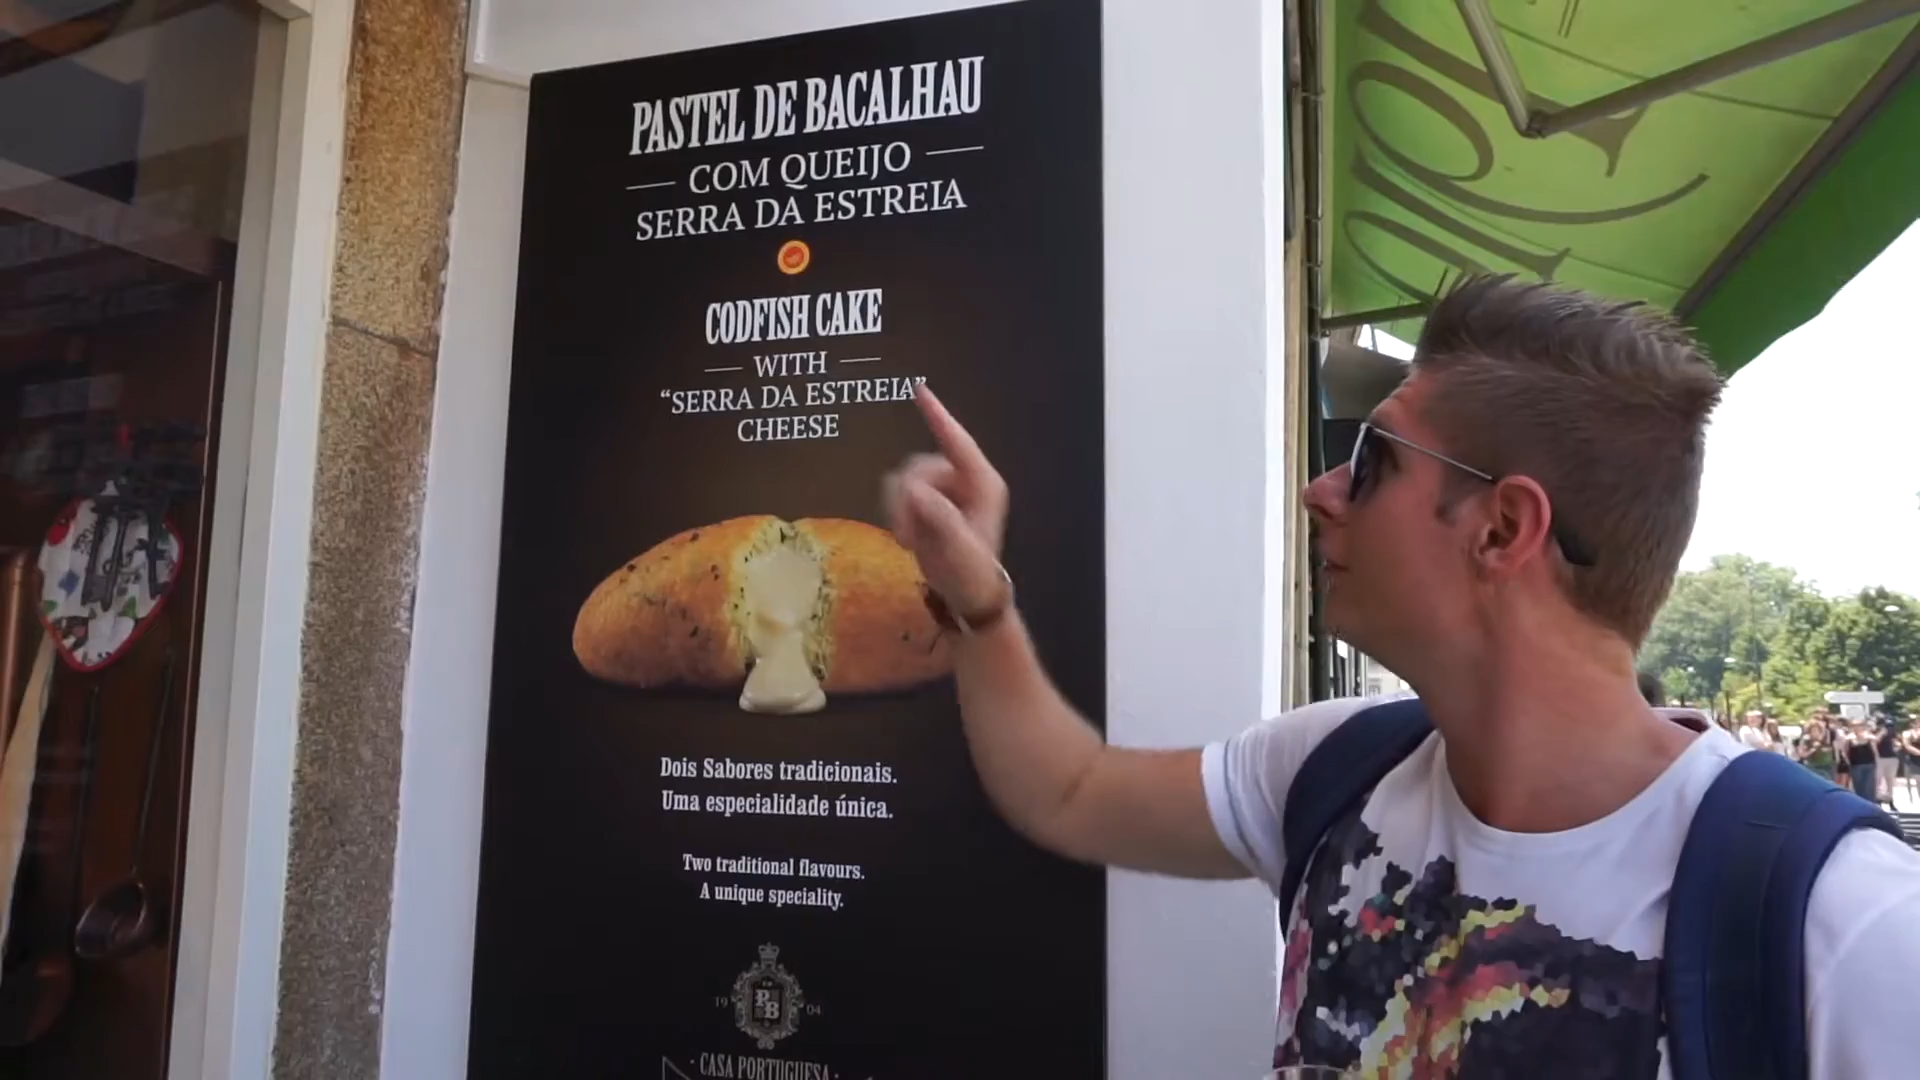 PASTEL DE BACALHAU
COM QUEIJO
SERRA DA ESTRELA
CODFISH CAKE
WITH
“SERRA DA ESTRELA”
CHEESE
Dois Sabores tradicionais.
Uma especialidade única.
Two traditional flavours.
A unique speciality.
19 PB 04
· CASA PORTUGUESA ·